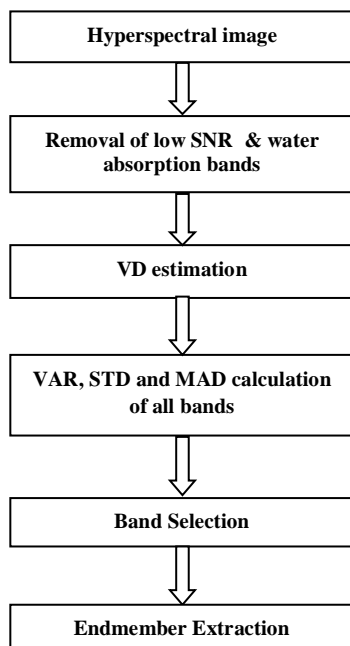 Hyperspectral image
Removal of low SNR & water
absorption bands
VD estimation
VAR, STD and MAD calculation
of all bands
Band Selection
Endmember Extraction